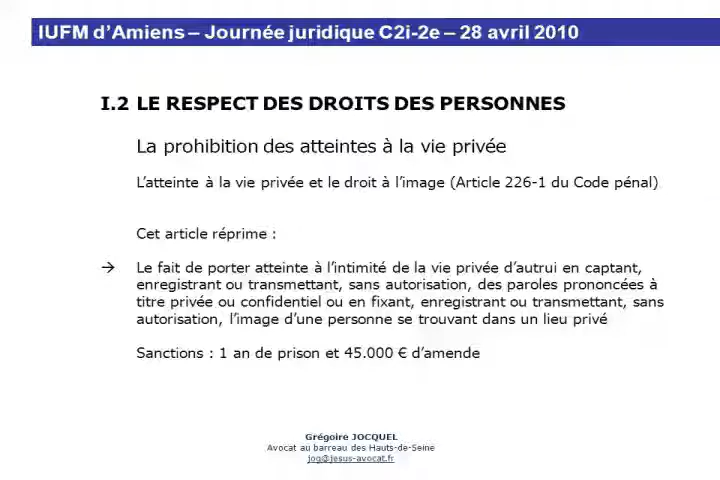 IUFM d’Amiens – Journée juridique C2i-2e – 28 avril 2010
I.2 LE RESPECT DES DROITS DES PERSONNES
La prohibition des atteintes à la vie privée
L’atteinte à la vie privée et le droit à l’image (Article 226-1 du Code pénal)
Cet article réprime :
→ Le fait de porter atteinte à l’intimité de la vie privée d’autrui en captant,
enregistrant ou transmettant, sans autorisation, des paroles prononcées à
titre privée ou confidentiel ou en fixant, enregistrant ou transmettant, sans
autorisation, l’image d’une personne se trouvant dans un lieu privé
Sanctions : 1 an de prison et 45.000 € d’amende
Grégoire JOCQUEL
Avocat au barreau des Hauts-de-Seine
jog@jesus-avocat.fr